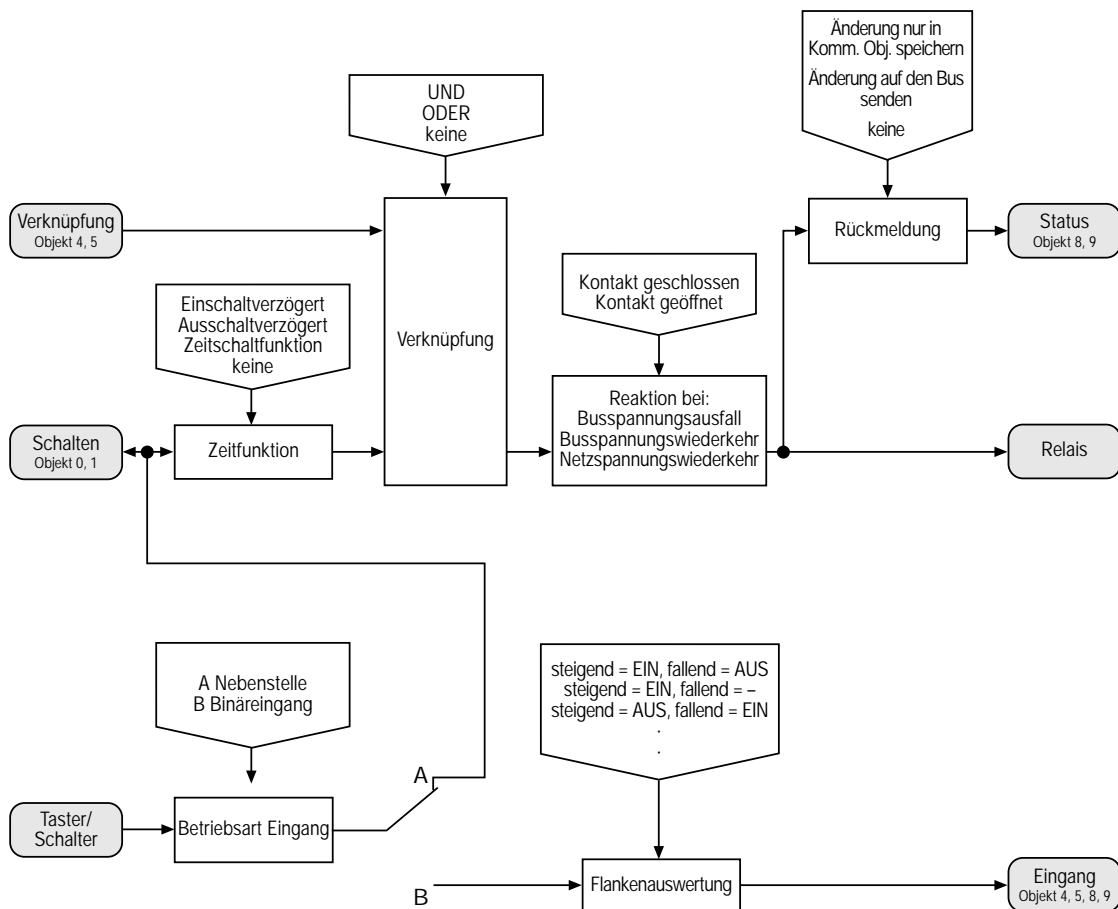 Änderung nur in
Komm. Obj. speichern
Änderung auf den Bus
senden
keine
UND
ODER
keine
Verknüpfung
Objekt 4, 5
Rückmeldung
Status
Objekt 8, 9
Kontakt geschlossen
Kontakt geöffnet
Einschaltverzögert
Ausschaltverzögert
Zeitschaltfunktion
keine
Verknüpfung
Reaktion bei:
Busspannungsausfall
Busspannungswiederkehr
Netzspannungswiederkehr
Schalten
Objekt 0, 1
Zeitfunktion
Relais
A Nebenstelle
B Binäreingang
steigend = EIN, fallend = AUS
steigend = EIN, fallend = –
steigend = AUS, fallend = EIN
.
.
A
Taster/
Schalter
Betriebsart Eingang
B
Flankenauswertung
Eingang
Objekt 4, 5, 8, 9